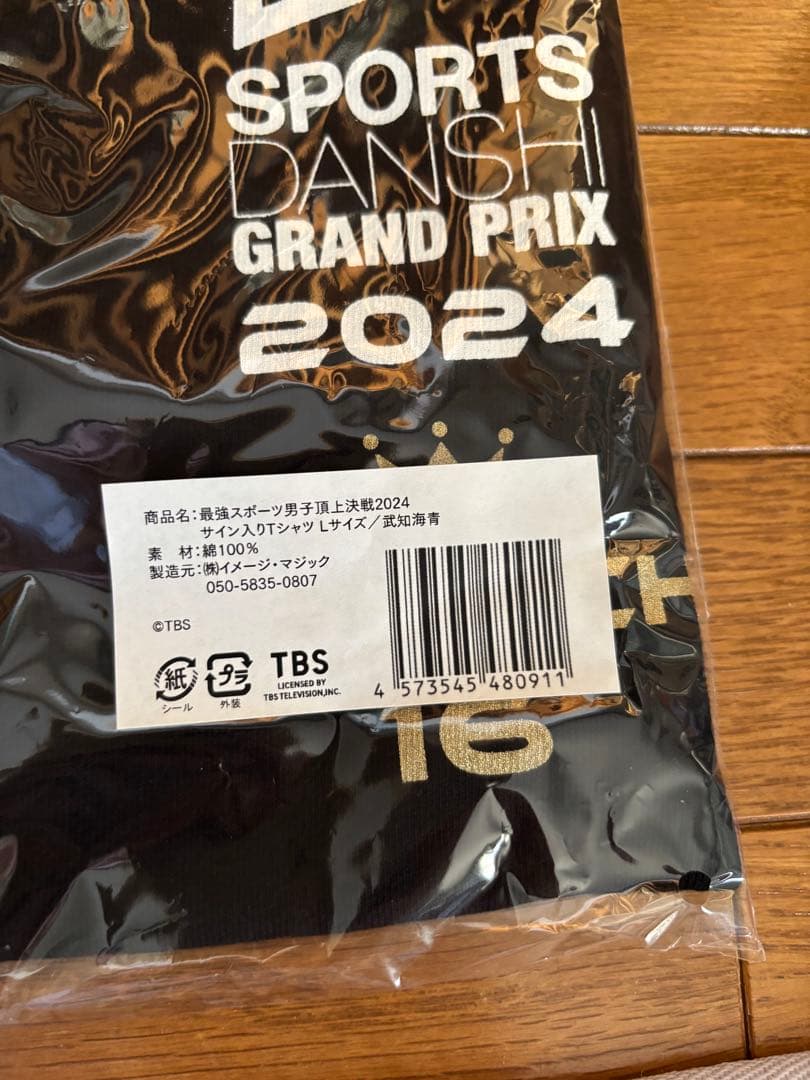 SPORTS
DANSHI
GRAND PRIX
2024
商品名:最強スポーツ男子頂上決戦2024
サイン入りTシャツ Lサイズ/武知海青
素 材:綿100%
製造元:㈱イメージ・マジック
050-5835-0807
©TBS
紙
シール
プラ
外装
TBS
LICENSED BY
TBS TELEVISION,INC.
4 573545 480911
CH
16